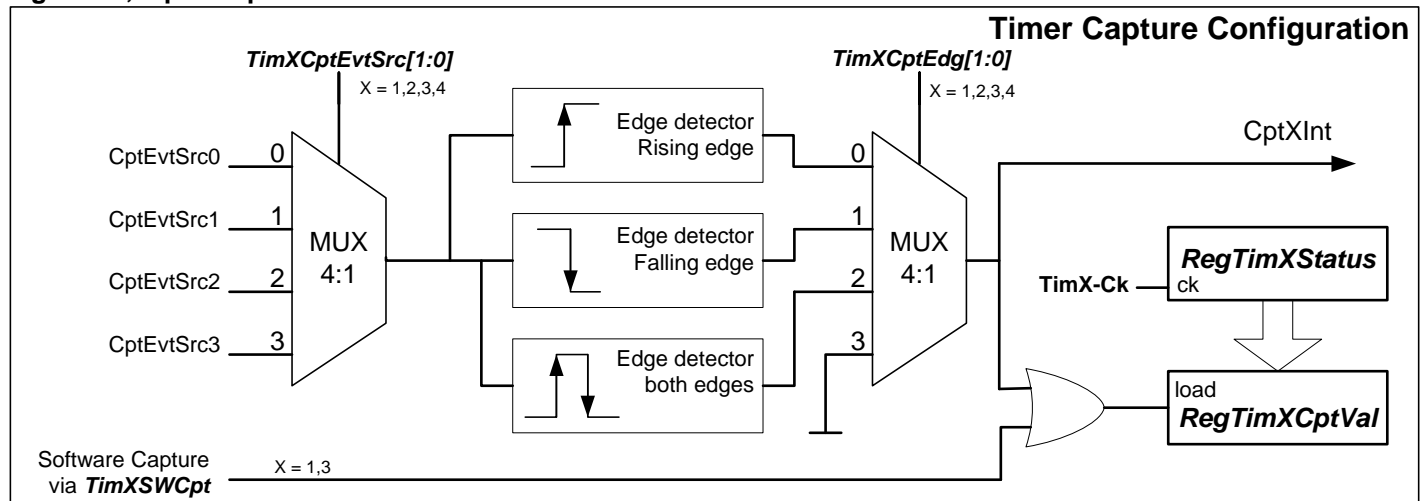 Timer Capture Configuration
TimXCptEvtSrc[1:0]
X = 1,2,3,4
TimXCptEdg[1:0]
X = 1,2,3,4
CptEvtSrc0
0
CptEvtSrc1
1
CptEvtSrc2
2
CptEvtSrc3
3
MUX
4:1
Edge detector
Rising edge
Edge detector
Falling edge
Edge detector
both edges
0
1
2
3
MUX
4:1
CptXInt
RegTimXStatus
TimX-Ck
ck
load
RegTimXCptVal
Software Capture
via TimXSWCpt
X = 1,3